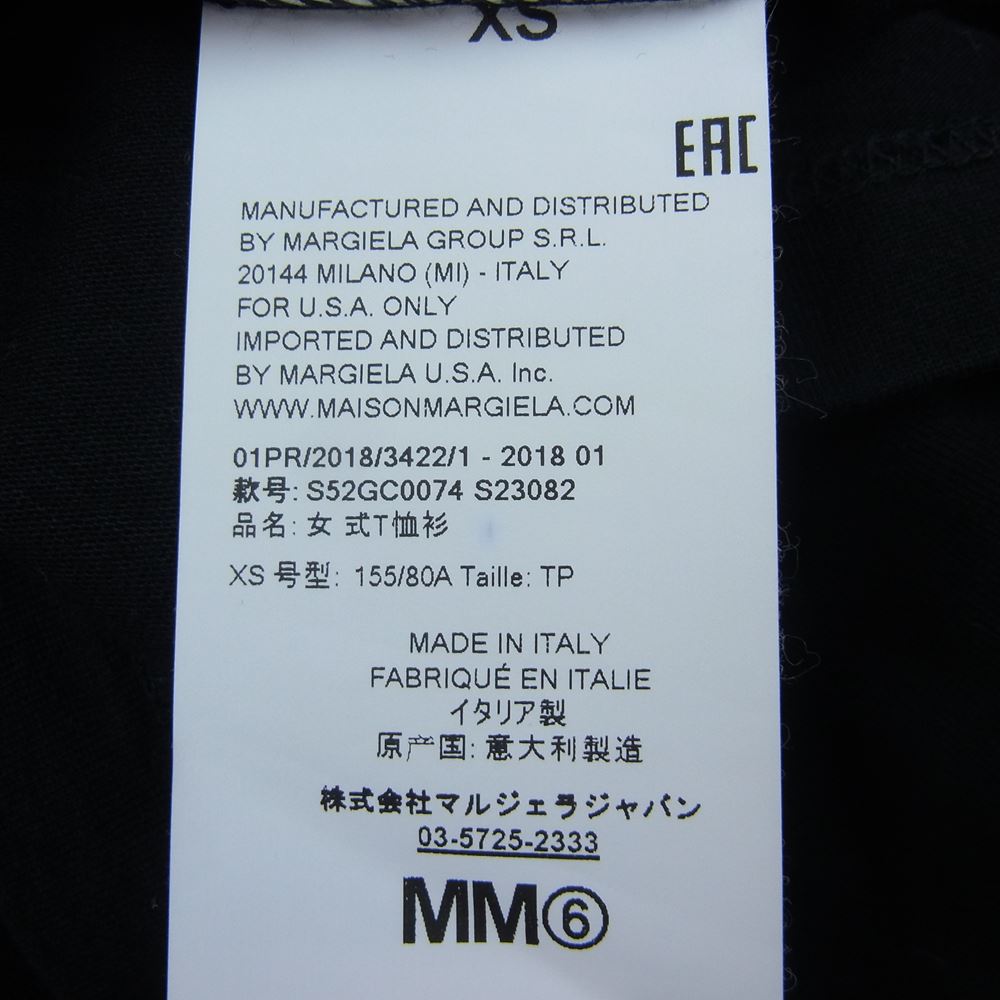 XS
EAC
MANUFACTURED AND DISTRIBUTED
BY MARGIELA GROUP S.R.L.
20144 MILANO (MI) - ITALY
FOR U.S.A. ONLY
IMPORTED AND DISTRIBUTED
BY MARGIELA U.S.A. Inc.
WWW.MAISONMARGIELA.COM
01PR/2018/3422/1 - 2018 01
款号: S52GC0074 S23082
品名: 女 式T恤衫
XS 号型: 155/80A Taille: TP
MADE IN ITALY
FABRIQUÉ EN ITALIE
イタリア製
原产国: 意大利製造
株式会社マルジェラジャパン
03-5725-2333
MM⑥